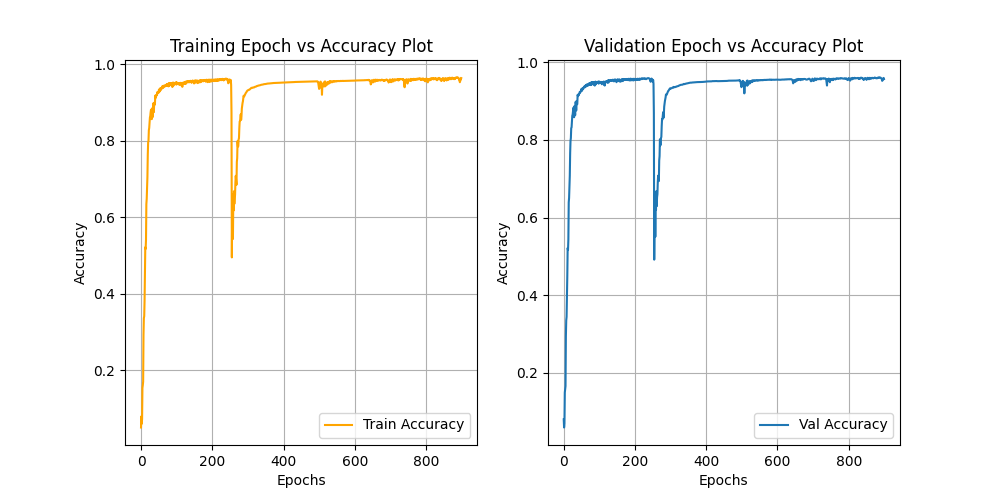 Training Epoch vs Accuracy Plot
1.0
0.8
0.6
0.4
0.2
Accuracy
0 200 400 600 800
Epochs
Train Accuracy
Validation Epoch vs Accuracy Plot
1.0
0.8
0.6
0.4
0.2
Accuracy
0 200 400 600 800
Epochs
Val Accuracy